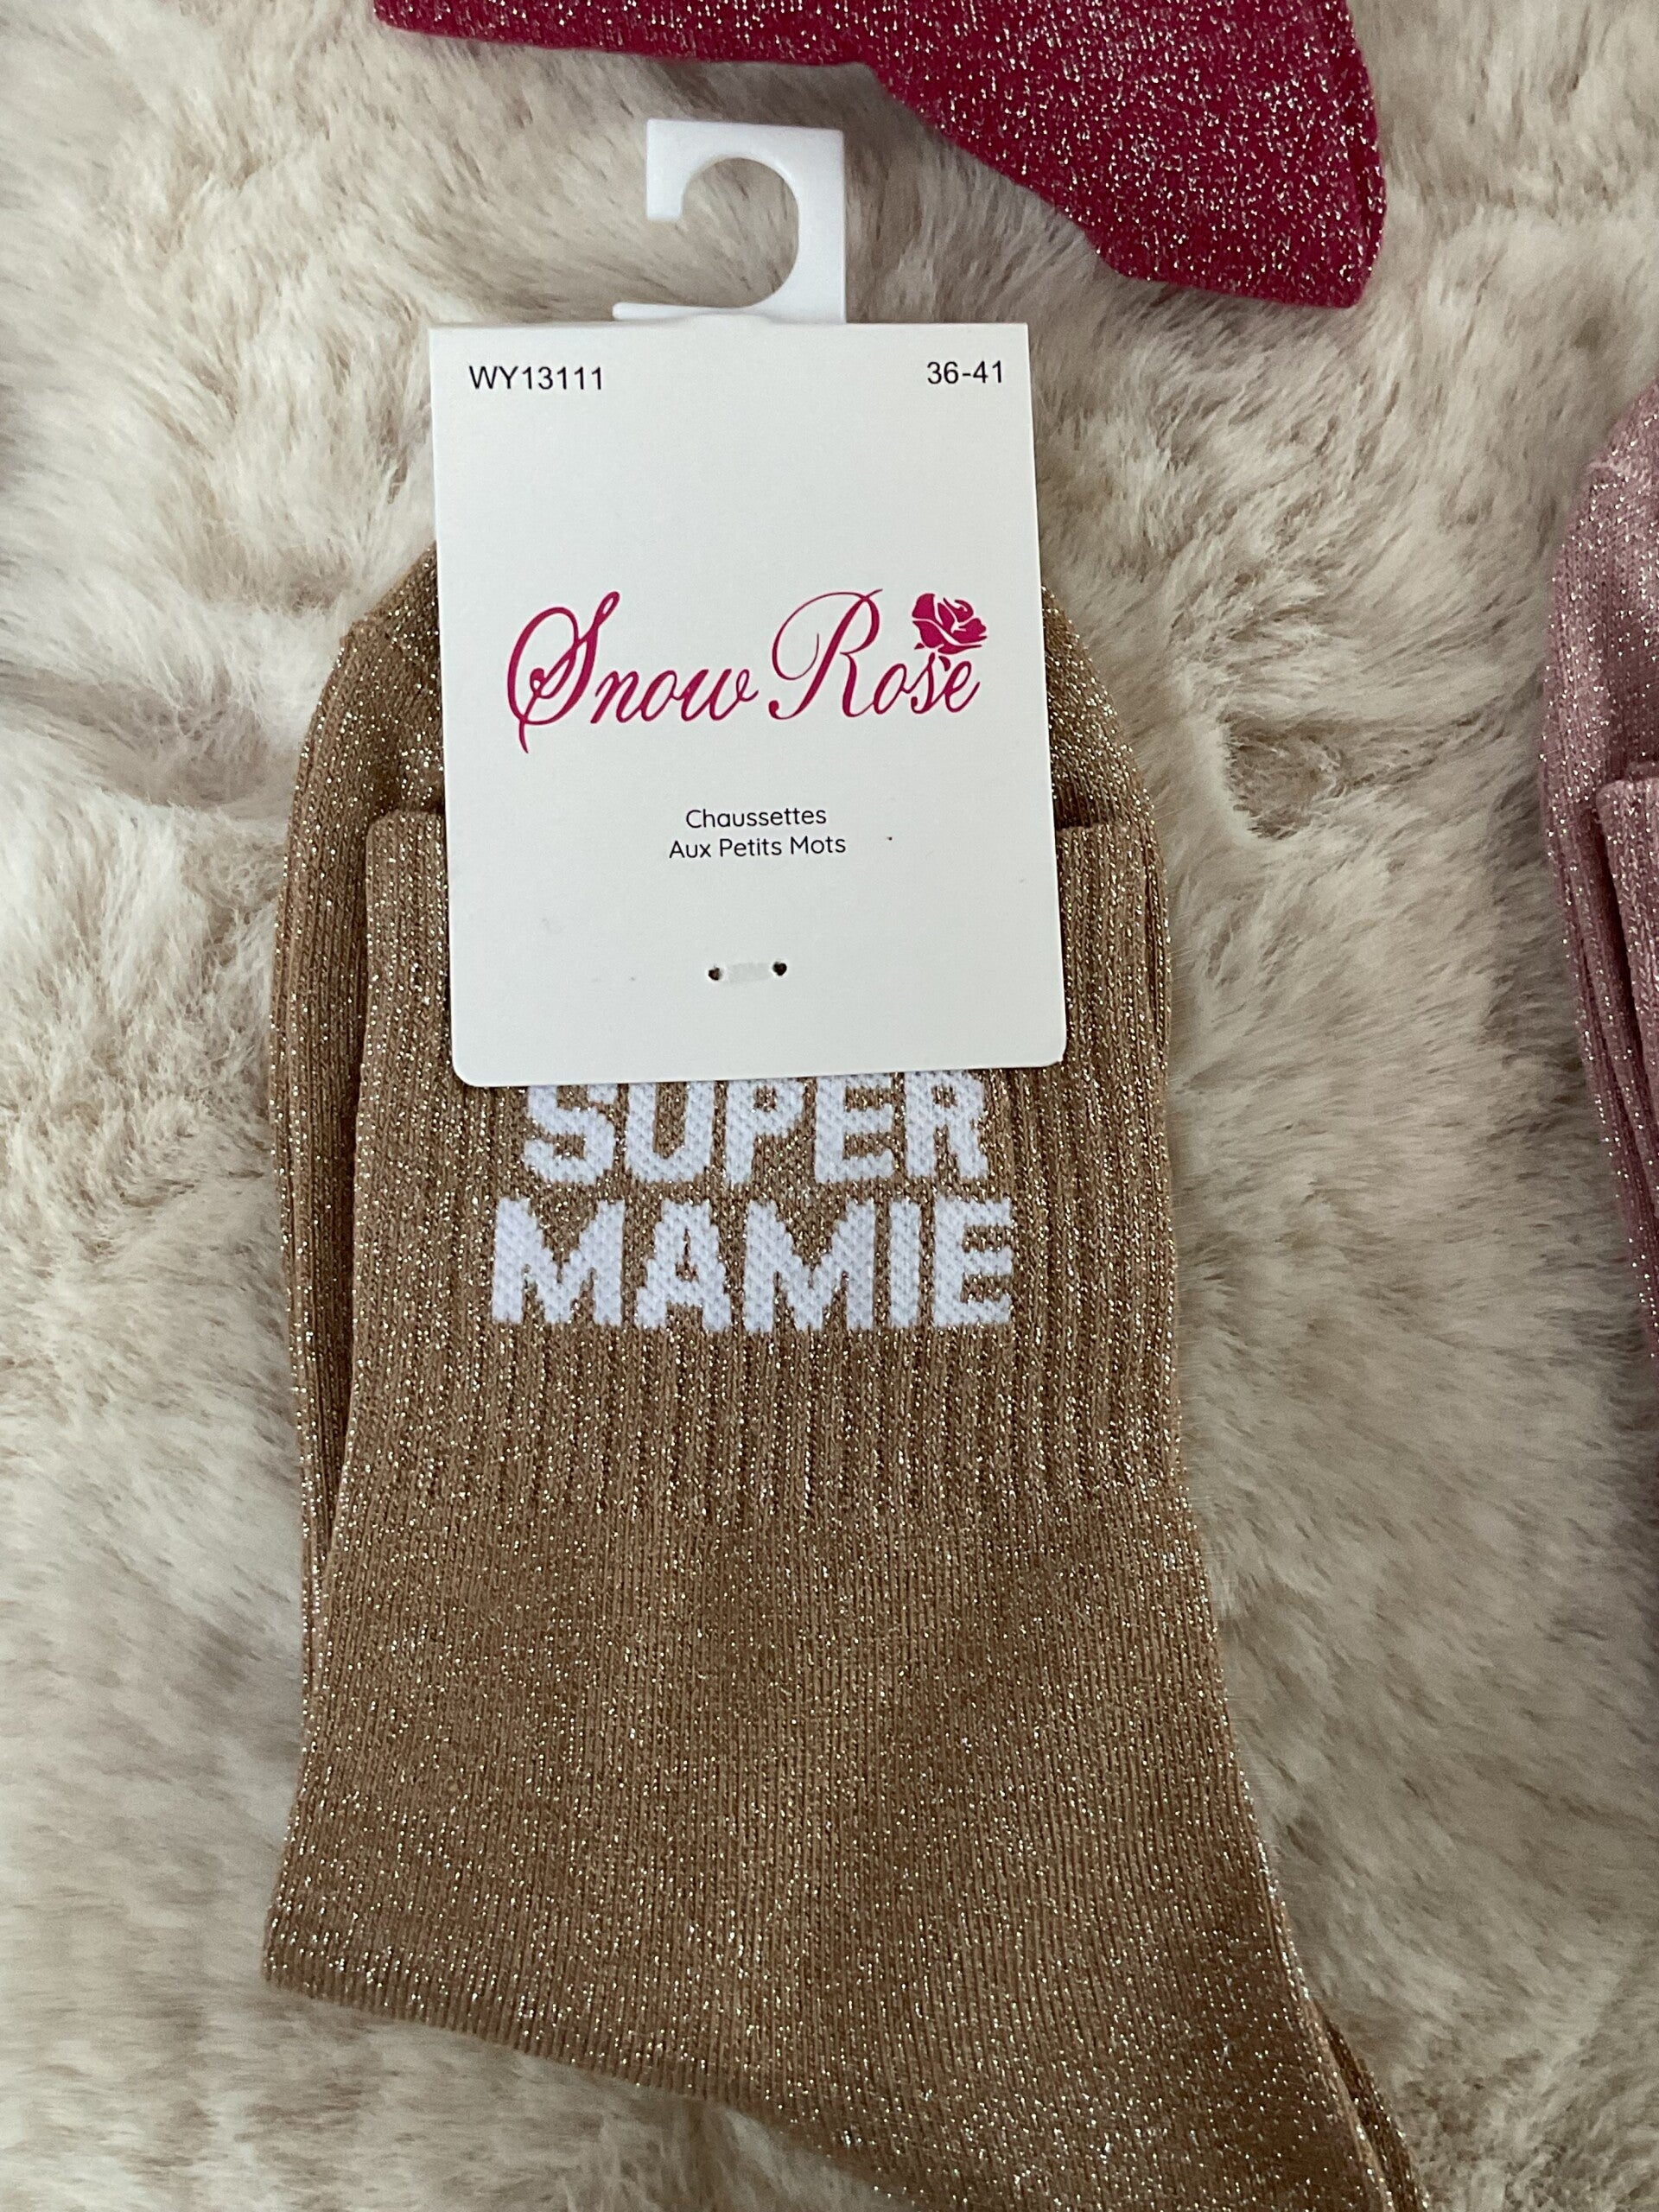 WY13111 36-41
Snow Rose
Chaussettes
Aux Petits Mots
SUPER
MAMIE